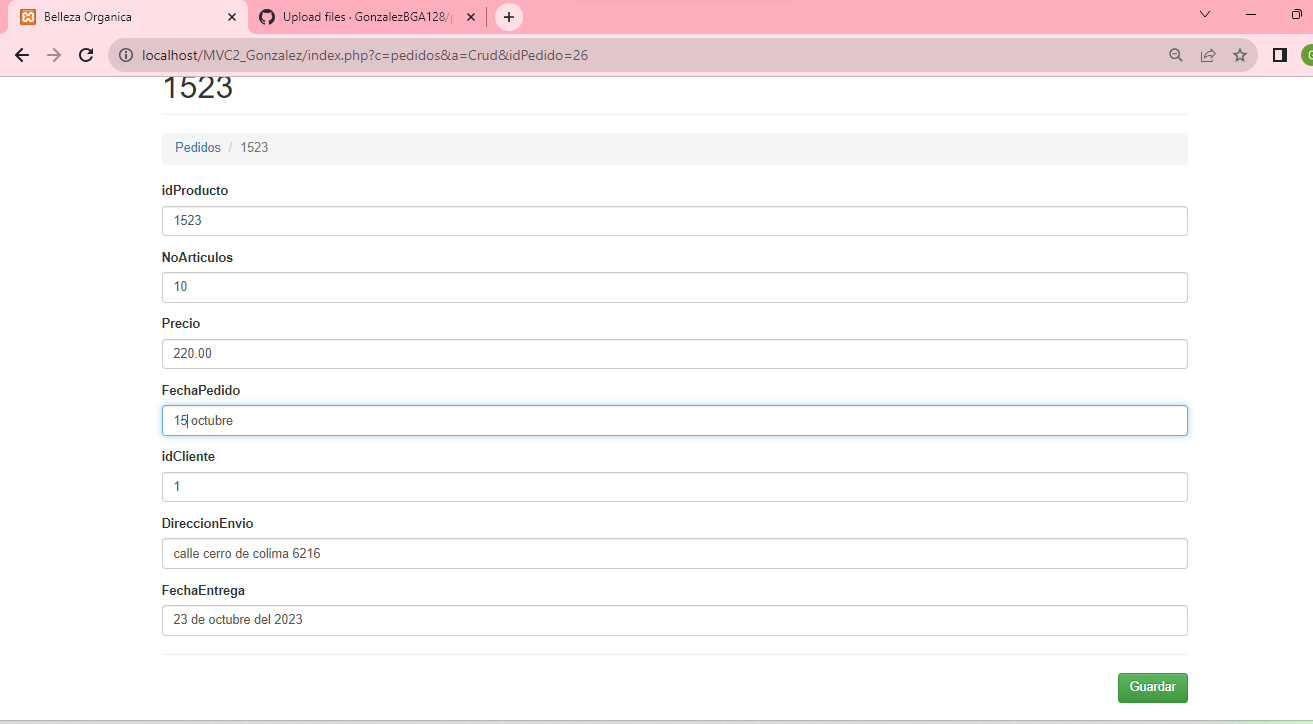 Belleza Organica
Upload files · GonzalezBGA128/
localhost/MVC2_Gonzalez/index.php?c=pedidos&a=Crud&idPedido=26
1523
Pedidos / 1523
idProducto
1523
NoArticulos
10
Precio
220.00
FechaPedido
15 octubre
idCliente
1
DireccionEnvio
calle cerro de colima 6216
FechaEntrega
23 de octubre del 2023
Guardar